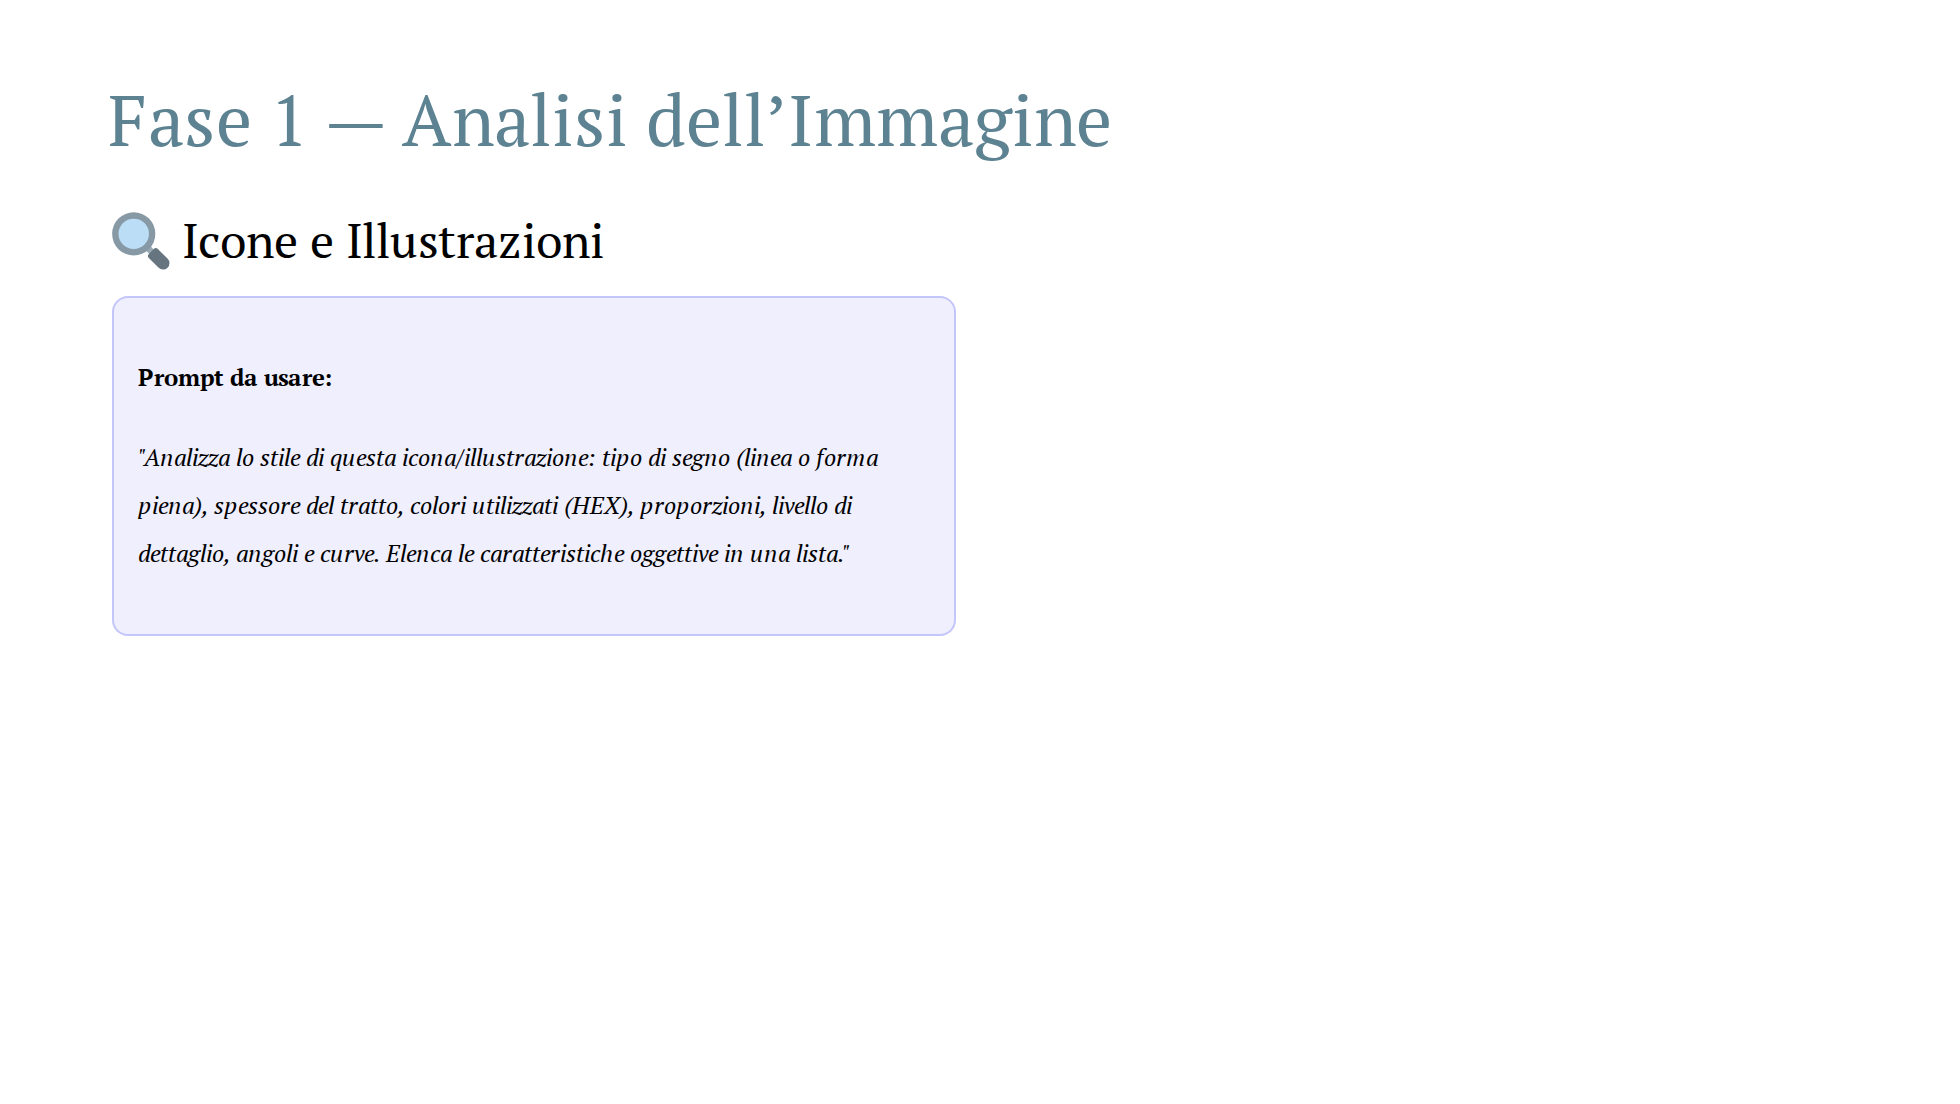 Fase 1 — Analisi dell’Immagine
Icone e Illustrazioni
Prompt da usare:
"Analizza lo stile di questa icona/illustrazione: tipo di segno (linea o forma
piena), spessore del tratto, colori utilizzati (HEX), proporzioni, livello di
dettaglio, angoli e curve. Elenca le caratteristiche oggettive in una lista."